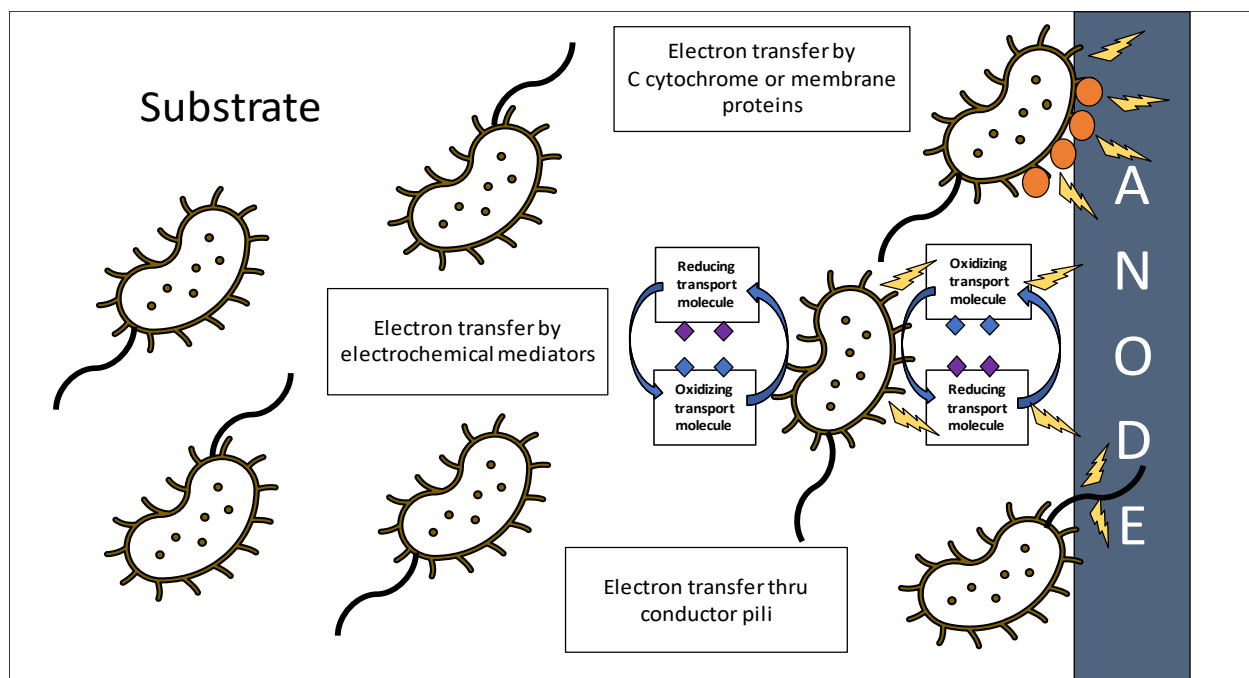 Substrate
Electron transfer by
C cytochrome or membrane
proteins
Electron transfer by
electrochemical mediators
Reducing
transport
molecule
Oxidizing
transport
molecule
Oxidizing
transport
molecule
Reducing
transport
molecule
Electron transfer thru
conductor pili
A
N
O
D
E